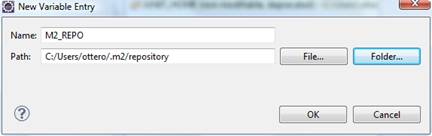 New Variable Entry
Name: M2_REPO
Path: C:/Users/ottero/.m2/repository File... Folder...
OK Cancel